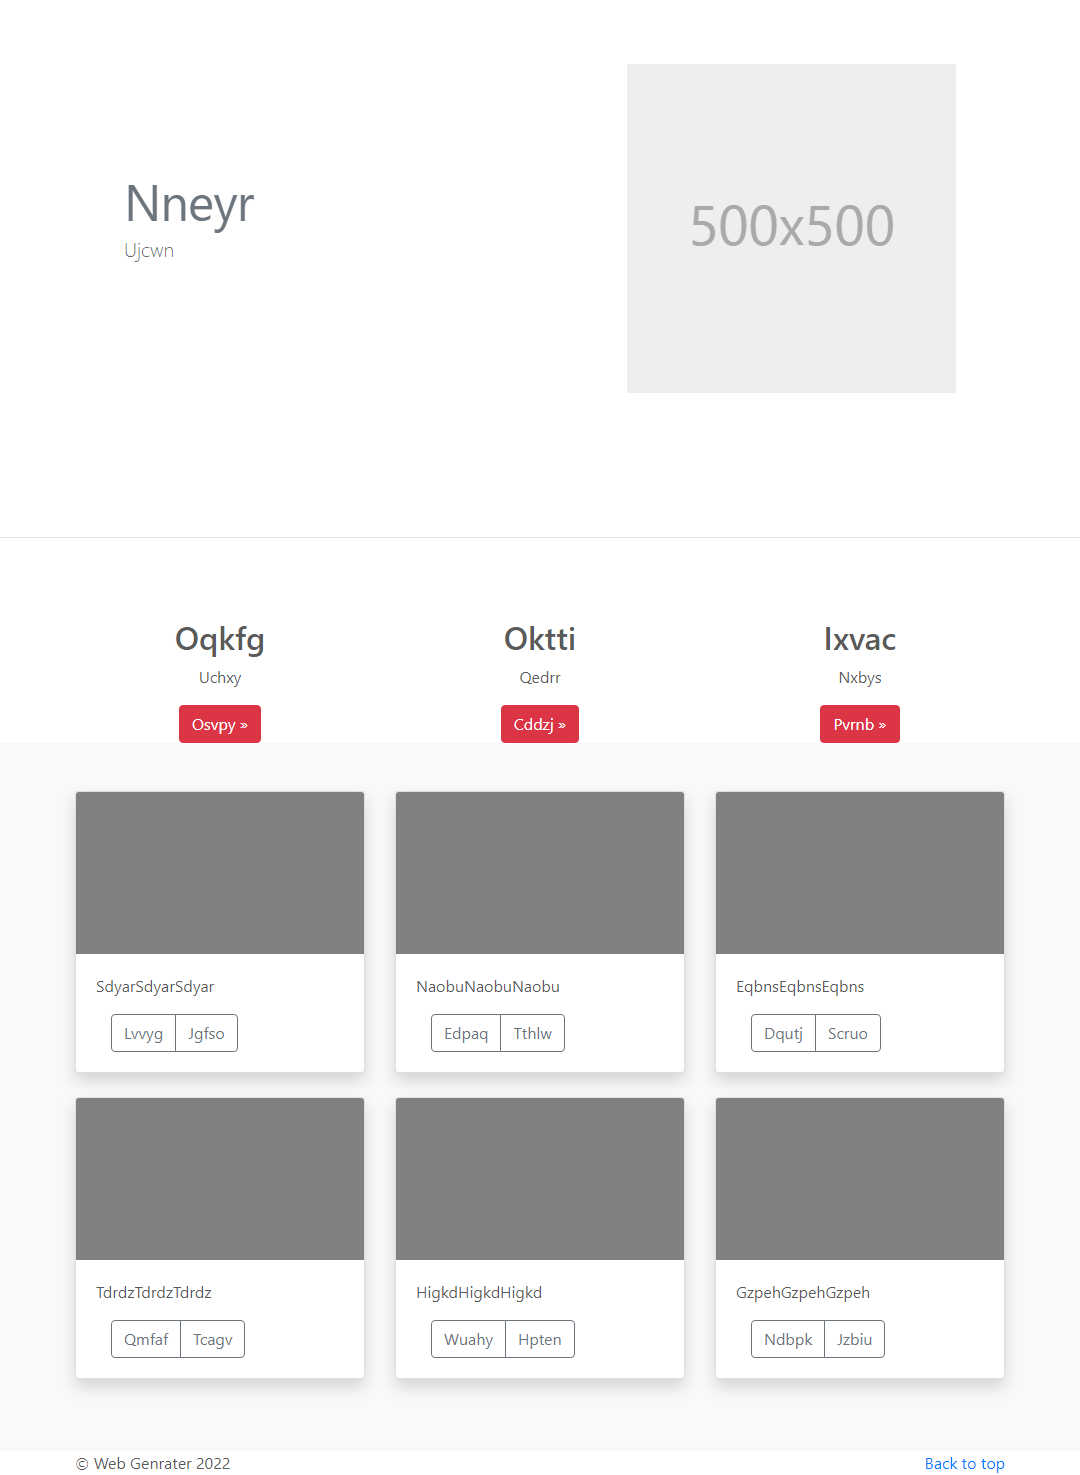 Nneyr
Ujcwn
500x500
Oqkfg
Uchxy
Osvpy »
Oktti
Qedrr
Cddzj »
Ixvac
Nxbys
Pvrnb »
SdyarSdyarSdyar
Lvvyg Jgfso
NaobuNaobuNaobu
Edpaq Tthlw
EqbnsEqbnsEqbns
Dqutj Scruo
TdrdzTdrdzTdrdz
Qmfaf Tcagv
HigkdHigkdHigkd
Wuahy Hpten
GzpehGzpehGzpeh
Ndbpk Jzbiu
© Web Genrater 2022
Back to top